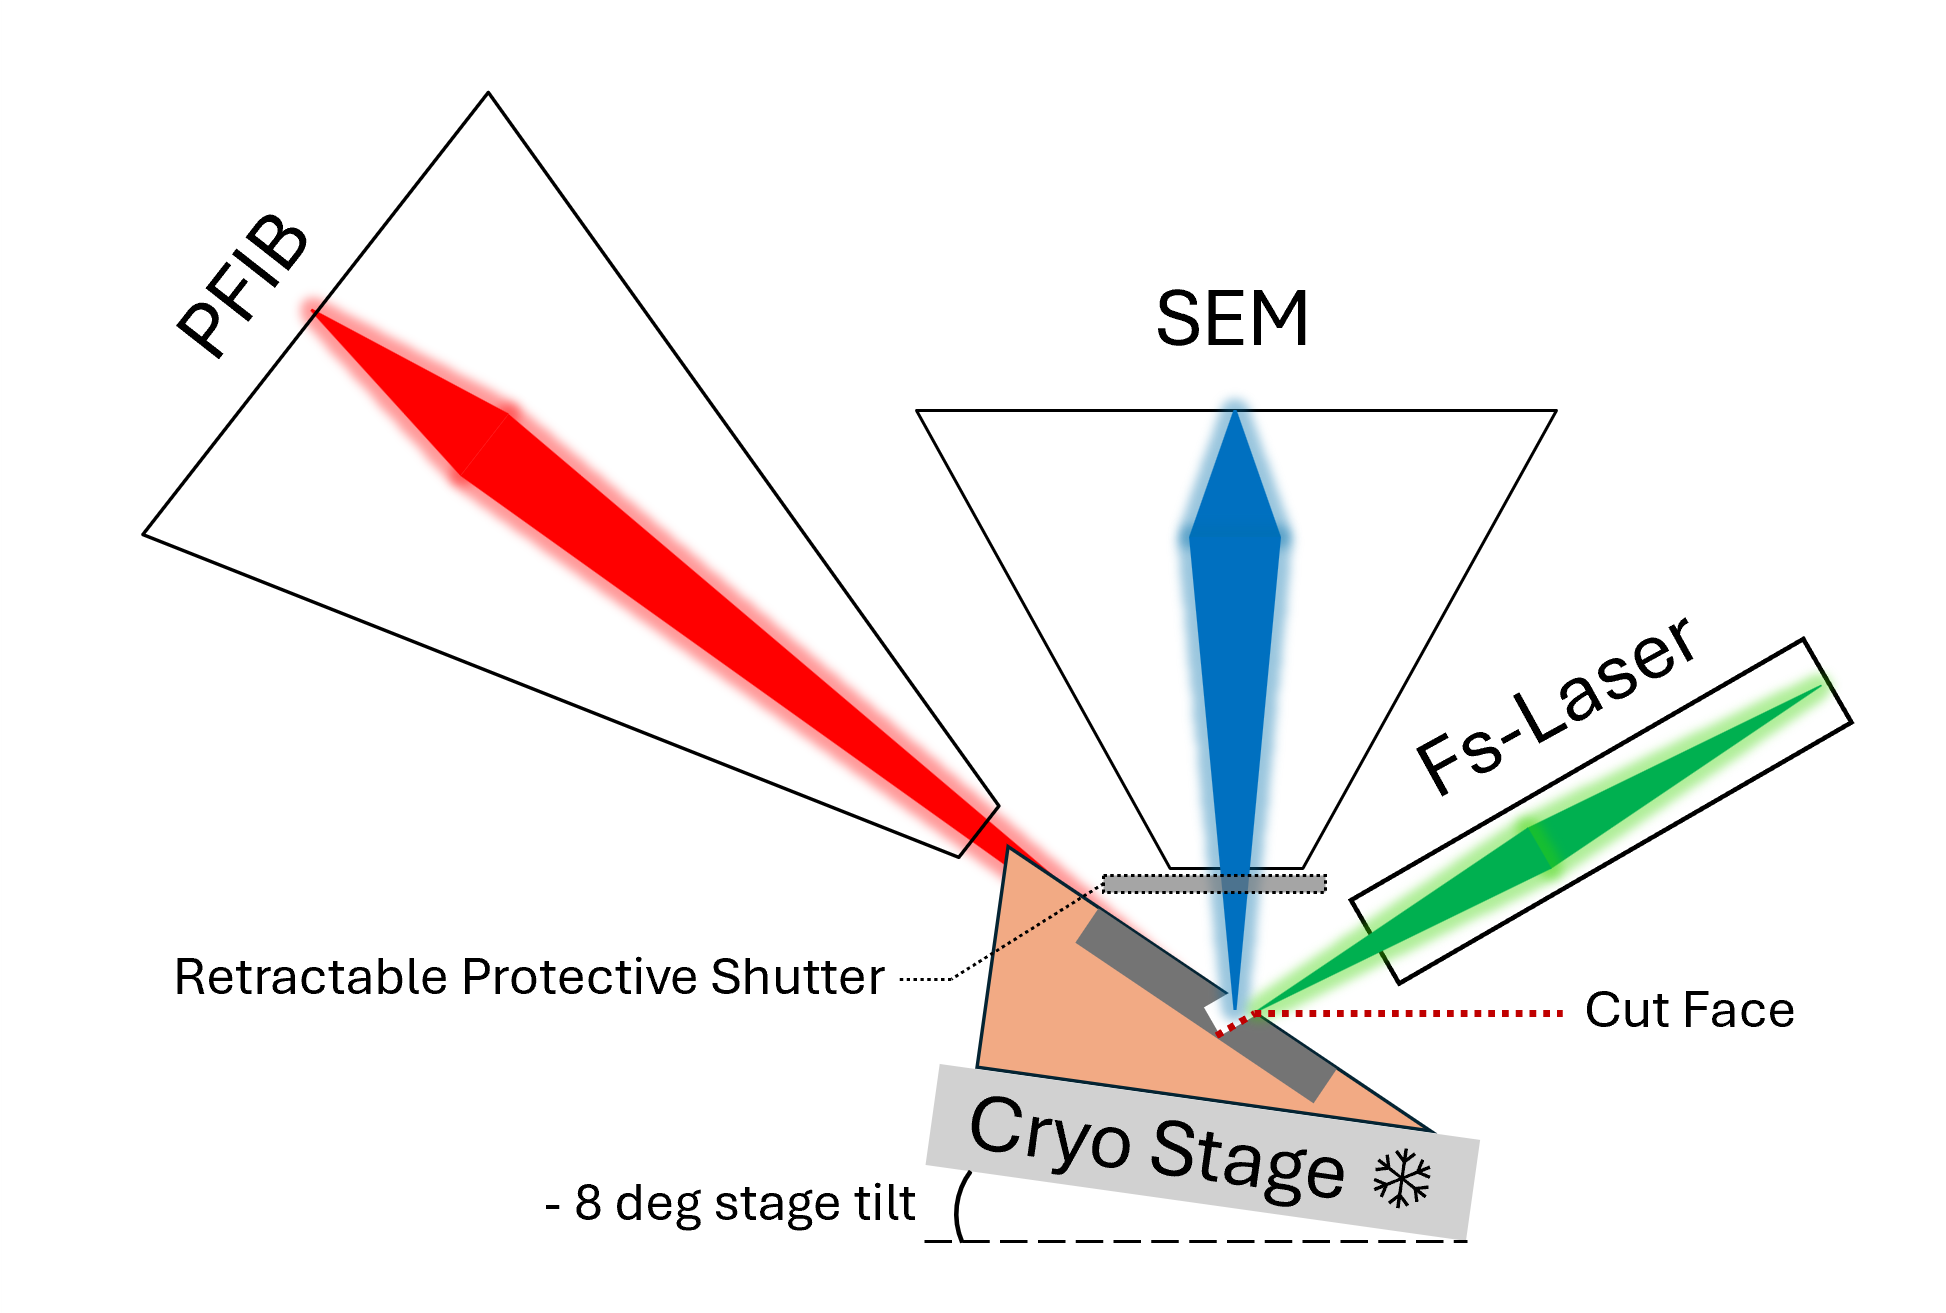 PFIB
SEM
Fs-Laser
Retractable Protective Shutter
Cut Face
Cryo Stage
- 8 deg stage tilt